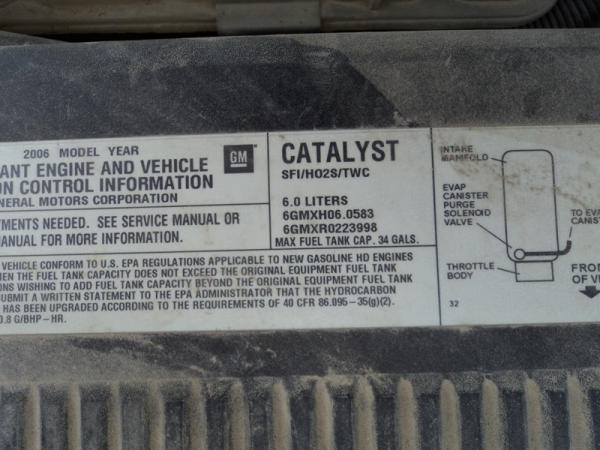 2006 MODEL YEAR
ANT ENGINE AND VEHICLE
ON CONTROL INFORMATION
NERAL MOTORS CORPORATION
GM
CATALYST
SFI/HO2S/TWC
TMENTS NEEDED. SEE SERVICE MANUAL OR
ANUAL FOR MORE INFORMATION.
6.0 LITERS
6GMXH06.0583
6GMXR0223998
MAX FUEL TANK CAP. 34 GALS.
VEHICLE CONFORM TO U.S. EPA REGULATIONS APPLICABLE TO NEW GASOLINE HD ENGINES
HEN THE FUEL TANK CAPACITY DOES NOT EXCEED THE ORIGINAL EQUIPMENT FUEL TANK
ONS WISHING TO ADD FUEL TANK CAPACITY BEYOND THE ORIGINAL EQUIPMENT FUEL TANK
SUBMIT A WRITTEN STATEMENT TO THE EPA ADMINISTRATOR THAT THE HYDROCARBON
HAS BEEN UPGRADED ACCORDING TO THE REQUIREMENTS OF 40 CFR 86.095-35(g)(2).
0.8 G/BHP-HR.
INTAKE
MANIFOLD
EVAP
CANISTER
PURGE
SOLENOID
VALVE
TO EVA
CANIST
THROTTLE
BODY
FRON
OF VE
32